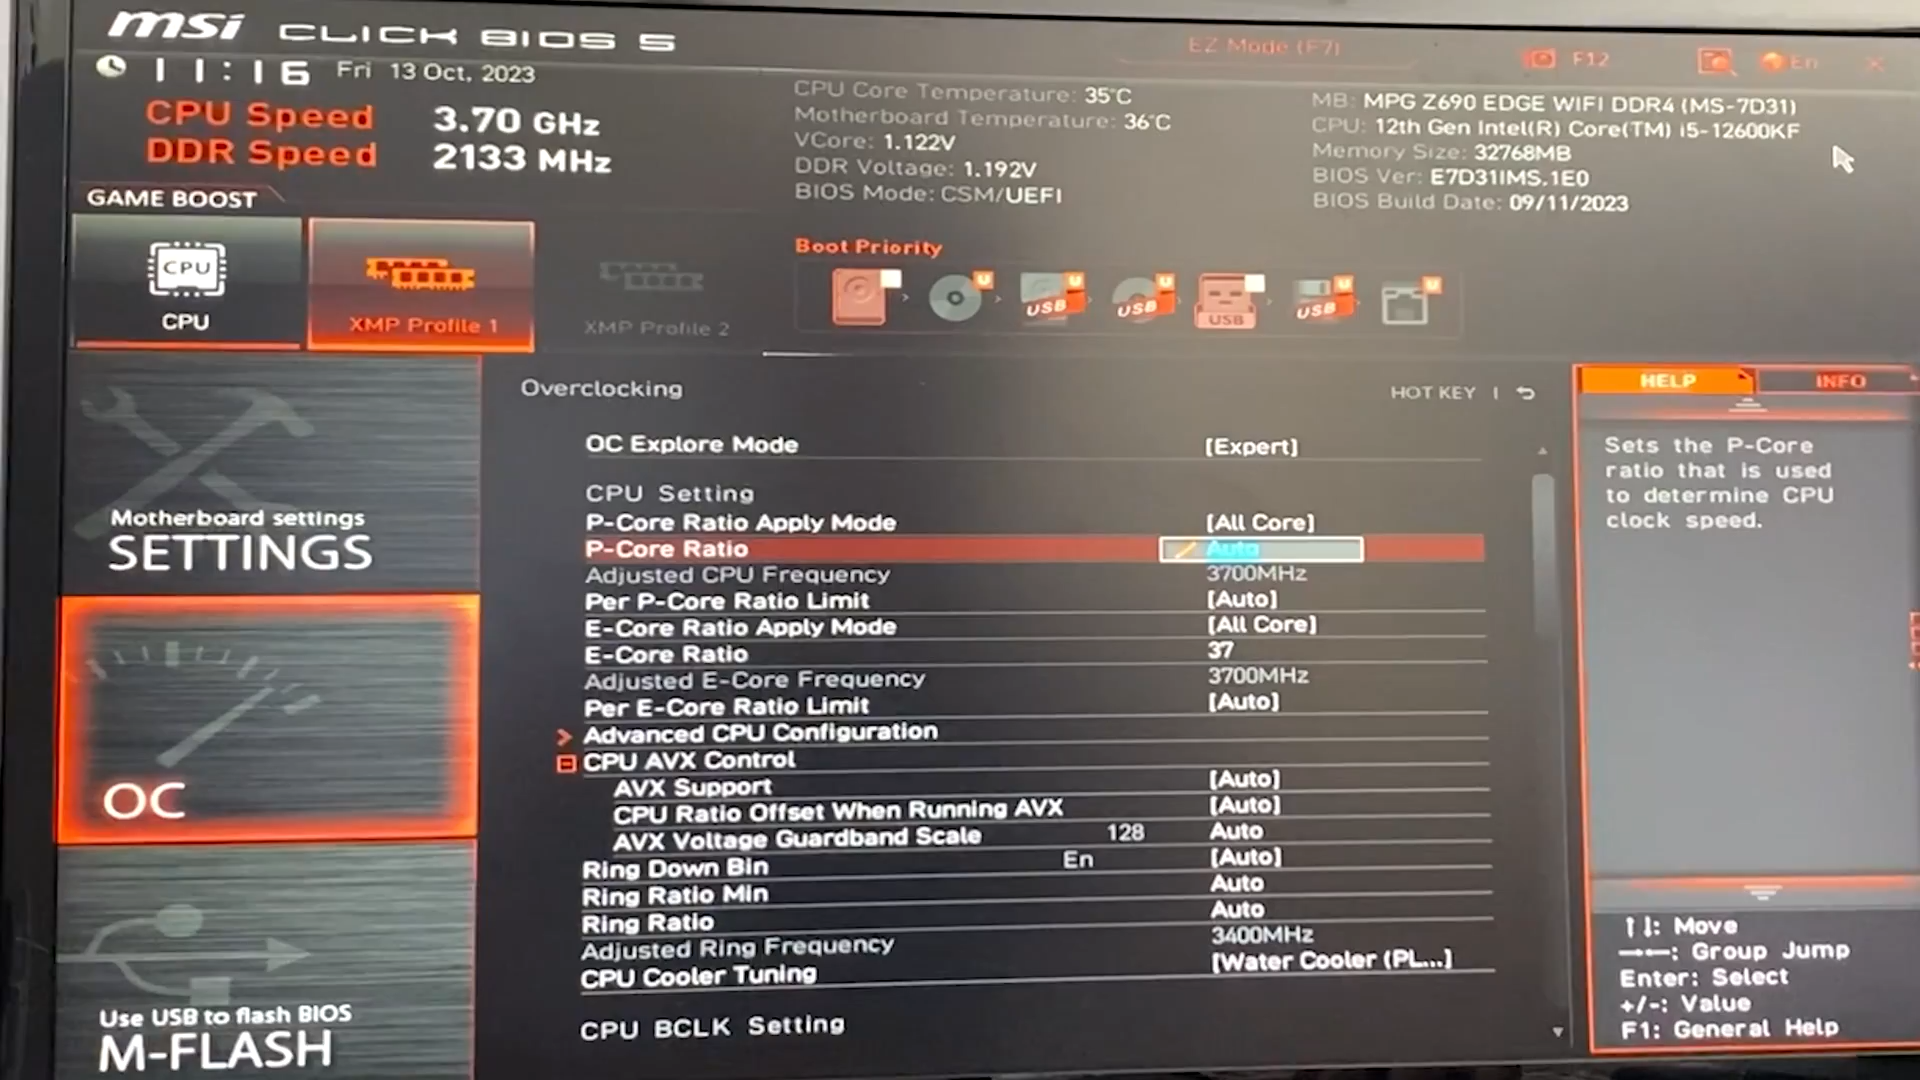 msi CLICK BIOS 5
EZ Mode (F7)
F12
En
11:16 Fri 13 Oct, 2023
CPU Speed 3.70 GHz
DDR Speed 2133 MHz
CPU Core Temperature: 35°C
Motherboard Temperature: 36°C
VCore: 1.122V
DDR Voltage: 1.192V
BIOS Mode: CSM/UEFI
MB: MPG Z690 EDGE WIFI DDR4 (MS-7D31)
CPU: 12th Gen Intel(R) Core(TM) i5-12600KF
Memory Size: 32768MB
BIOS Ver: E7D31IMS.1E0
BIOS Build Date: 09/11/2023
GAME BOOST
CPU
CPU
XMP Profile 1
XMP Profile 2
Boot Priority
U
USB U
USB U
USB
USB U
U
Motherboard settings
SETTINGS
OC
Use USB to flash BIOS
M-FLASH
Overclocking
HOT KEY |
OC Explore Mode [Expert]
CPU Setting
P-Core Ratio Apply Mode [All Core]
P-Core Ratio Auto
Adjusted CPU Frequency 3700MHz
Per P-Core Ratio Limit [Auto]
E-Core Ratio Apply Mode [All Core]
E-Core Ratio 37
Adjusted E-Core Frequency 3700MHz
Per E-Core Ratio Limit [Auto]
Advanced CPU Configuration
CPU AVX Control
AVX Support [Auto]
CPU Ratio Offset When Running AVX [Auto]
AVX Voltage Guardband Scale 128 Auto
Ring Down Bin En [Auto]
Ring Ratio Min Auto
Ring Ratio Auto
Adjusted Ring Frequency 3400MHz
CPU Cooler Tuning [Water Cooler (PL...]
CPU BCLK Setting
HELP
INFO
Sets the P-Core
ratio that is used
to determine CPU
clock speed.
↑↓: Move
→←: Group Jump
Enter: Select
+/-: Value
F1: General Help